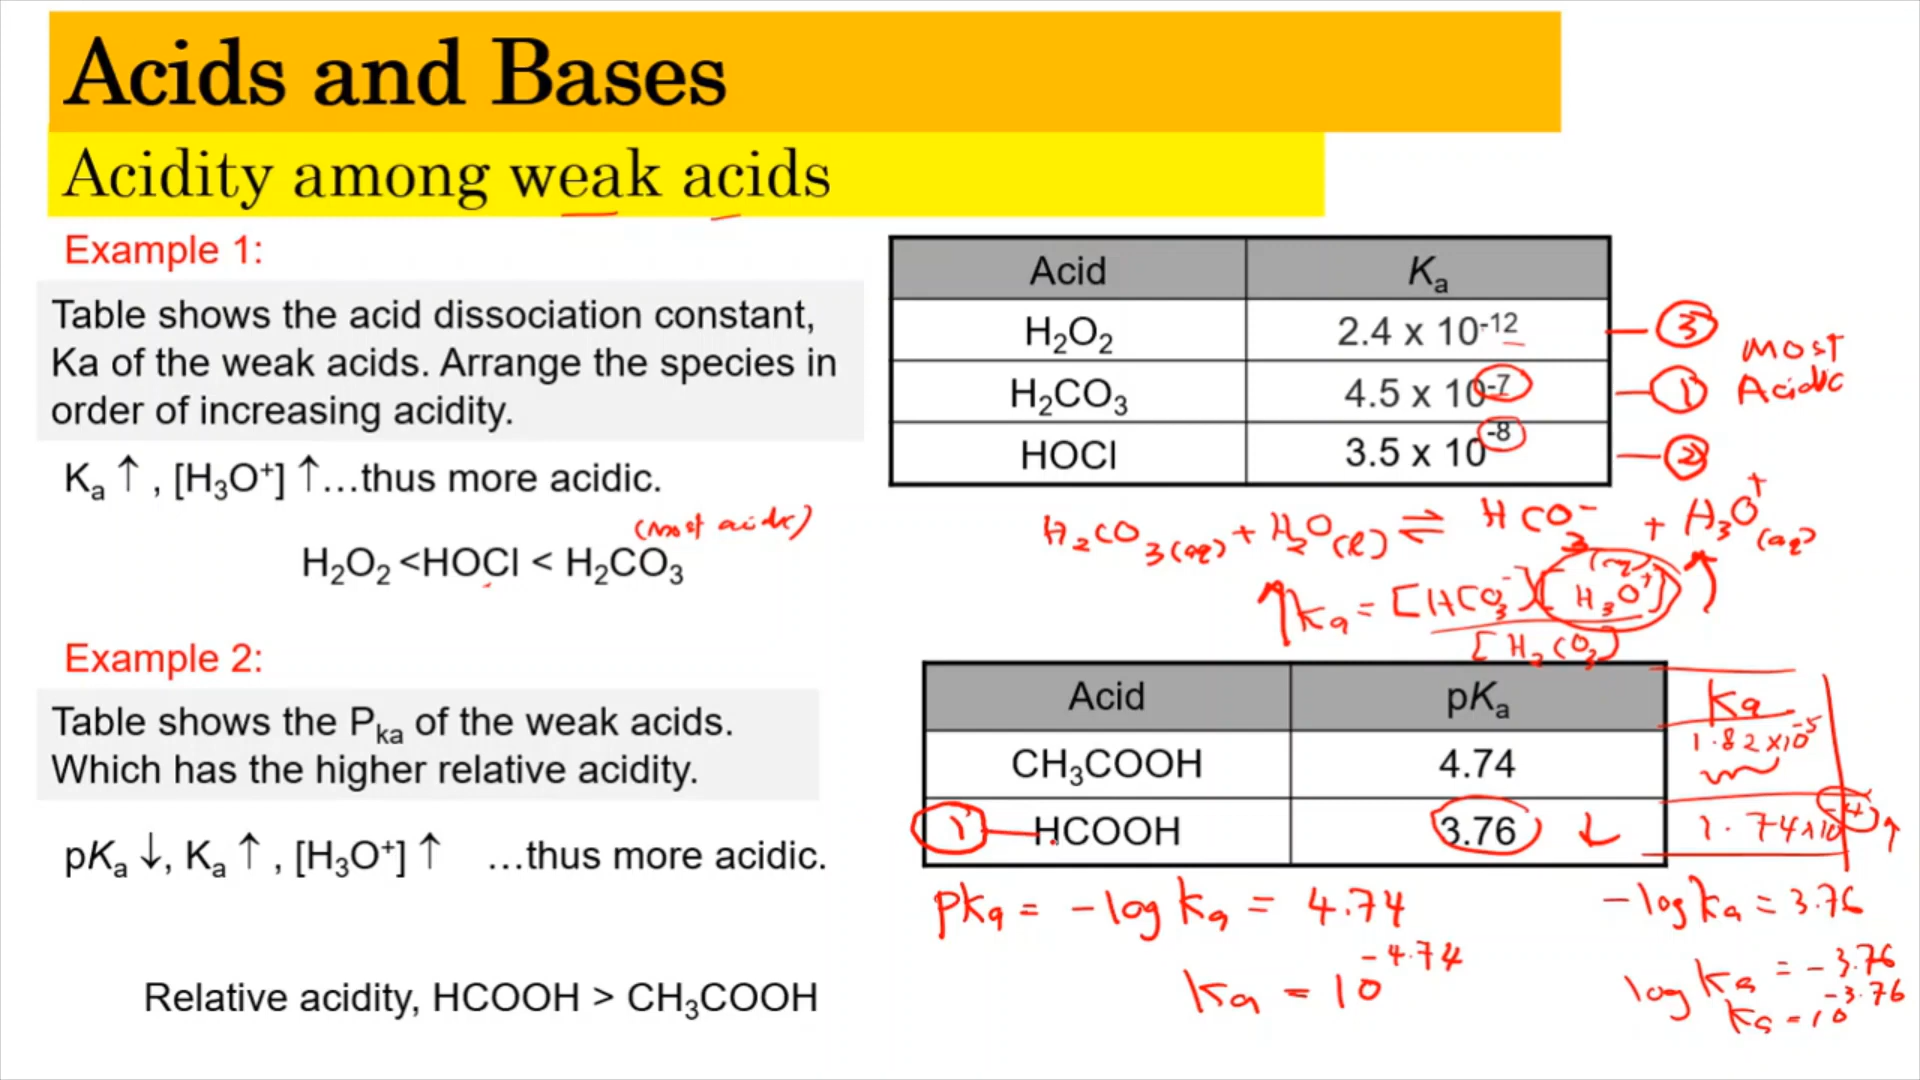 Acids and Bases
Acidity among weak acids
Example 1:
Table shows the acid dissociation constant,
Ka of the weak acids. Arrange the species in
order of increasing acidity.
Kₐ ↑ , [H₃O⁺] ↑…thus more acidic.
(most acidic)
H₂O₂ <HOCl < H₂CO₃
Acid Kₐ
H₂O₂ 2.4 x 10⁻¹² ③
H₂CO₃ 4.5 x 10⁻⁷ ① Most Acidic
HOCl 3.5 x 10⁻⁸ ②
H₂CO₃(aq) + H₂O(l) ⇌ HCO₃⁻(aq) + H₃O⁺(aq)
↑Ka = [HCO₃⁻][H₃O⁺] ↑
[H₂CO₃]
Example 2:
Table shows the Pₖₐ of the weak acids.
Which has the higher relative acidity.
pKₐ ↓, Kₐ ↑ , [H₃O⁺] ↑ …thus more acidic.
Relative acidity, HCOOH > CH₃COOH
Acid pKₐ Ka
CH₃COOH 4.74 1.82x10⁻⁵
① HCOOH 3.76 ↓ 1.74x10⁻⁴ ↑
pKa = -log Ka = 4.74
Ka = 10^-4.74
-log Ka = 3.76
log Ka = -3.76
Ka = 10^-3.76